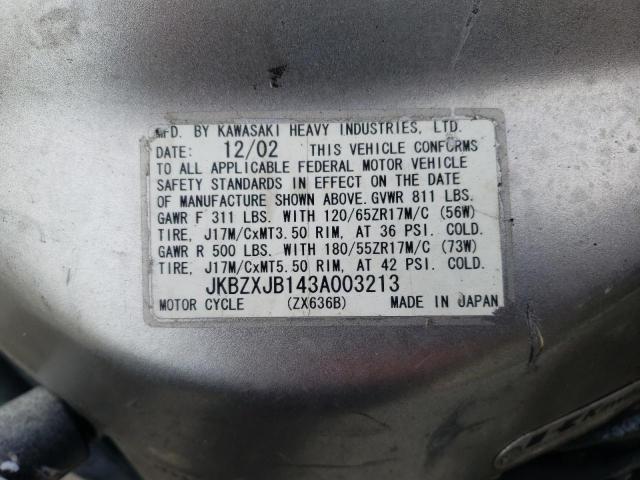 MFD. BY KAWASAKI HEAVY INDUSTRIES, LTD.
DATE: 12/02 THIS VEHICLE CONFORMS
TO ALL APPLICABLE FEDERAL MOTOR VEHICLE
SAFETY STANDARDS IN EFFECT ON THE DATE
OF MANUFACTURE SHOWN ABOVE. GVWR 811 LBS.
GAWR F 311 LBS. WITH 120/65ZR17M/C (56W)
TIRE, J17M/CxMT3.50 RIM, AT 36 PSI. COLD.
GAWR R 500 LBS. WITH 180/55ZR17M/C (73W)
TIRE, J17M/CxMT5.50 RIM, AT 42 PSI. COLD.
JKBZXJB143A003213
MOTOR CYCLE (ZX636B) MADE IN JAPAN